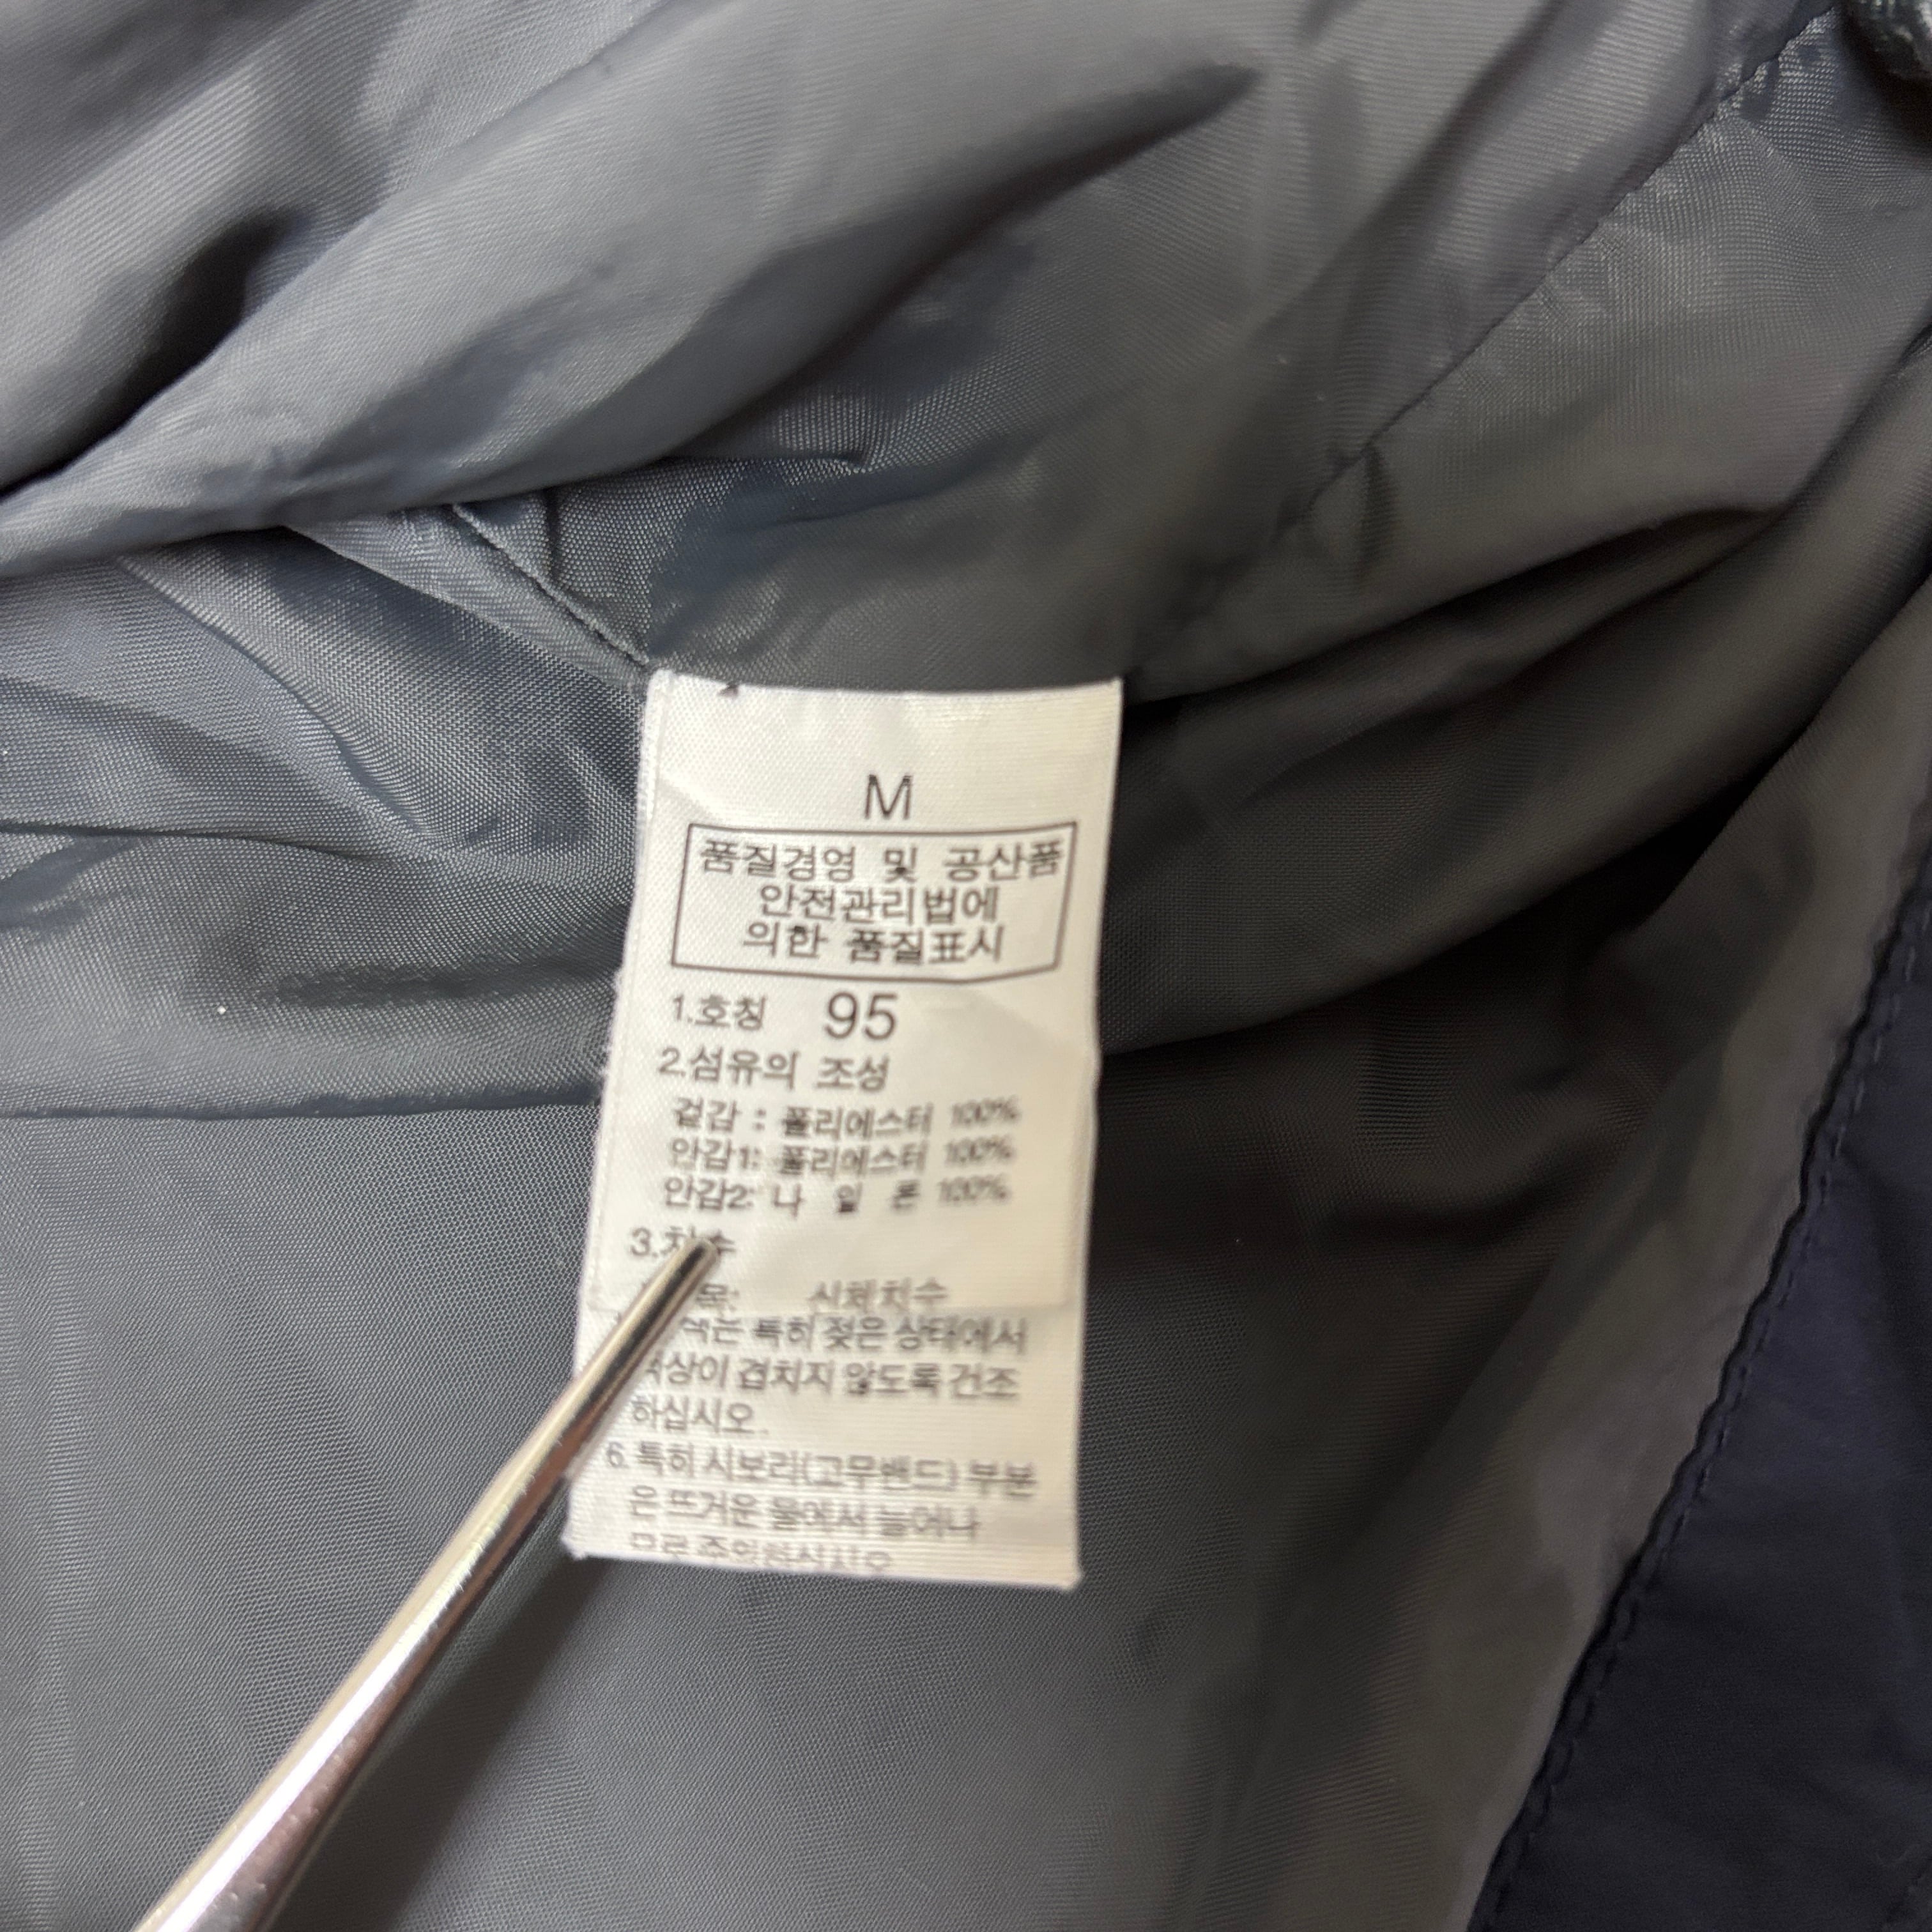 M
품질경영 및 공산품
안전관리법에
의한 품질표시
1.호칭 95
2.섬유의 조성
겉감 : 폴리에스터 100%
안감1: 폴리에스터 100%
안감2: 나 일 론 100%
3.치수
신체치수
특히 젖은 상태에서
겹치지 않도록 건조
하십시오.
6.특히 시보리(고무밴드) 부분
은 뜨거운 물에서 늘어나